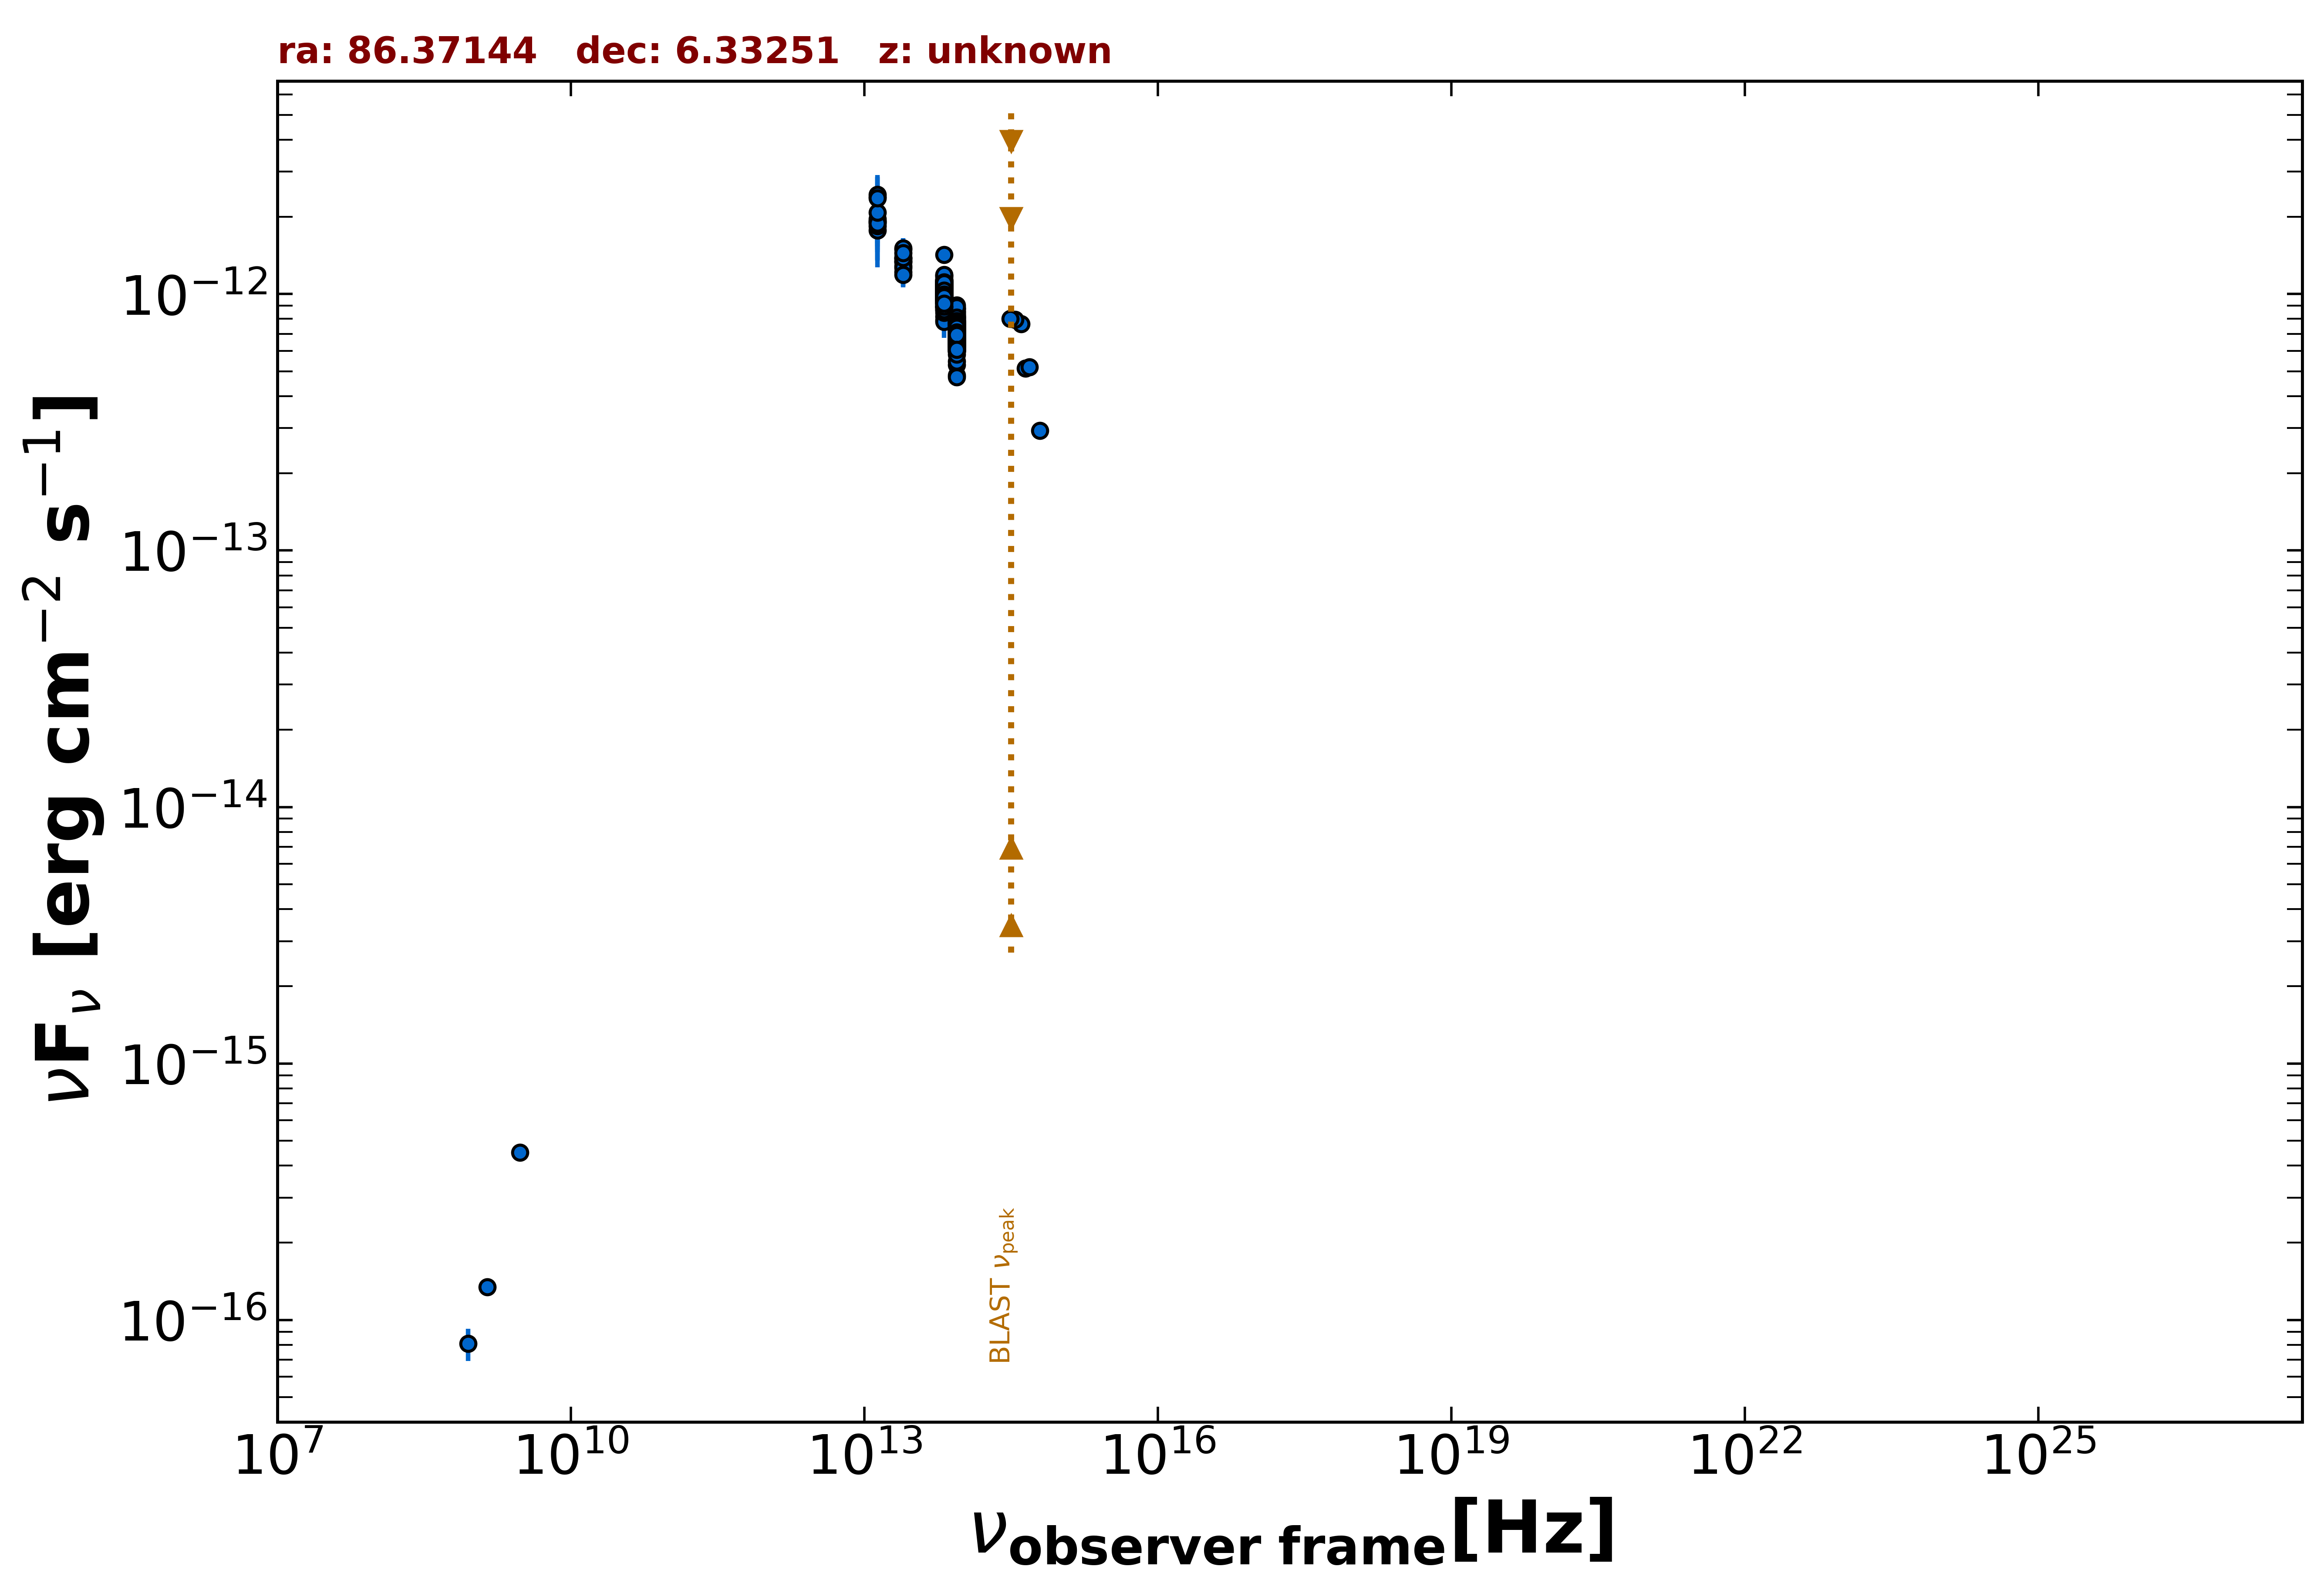 ra: 86.37144   dec: 6.33251   z: unknown
νFν [erg cm⁻² s⁻¹]
10⁻¹²
10⁻¹³
10⁻¹⁴
10⁻¹⁵
10⁻¹⁶
BLAST νpeak
10⁷ 10¹⁰ 10¹³ 10¹⁶ 10¹⁹ 10²² 10²⁵
νobserver frame [Hz]